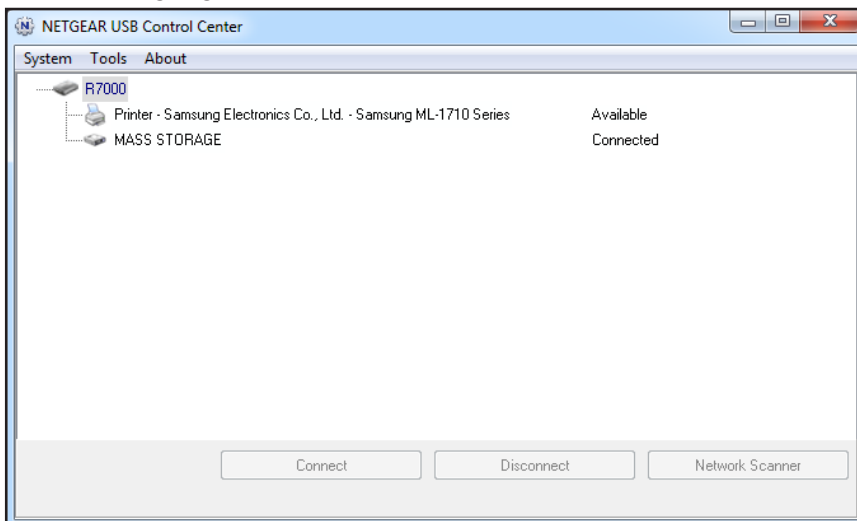 NETGEAR USB Control Center
System Tools About
R7000
Printer - Samsung Electronics Co., Ltd. - Samsung ML-1710 Series Available
MASS STORAGE Connected
Connect Disconnect Network Scanner